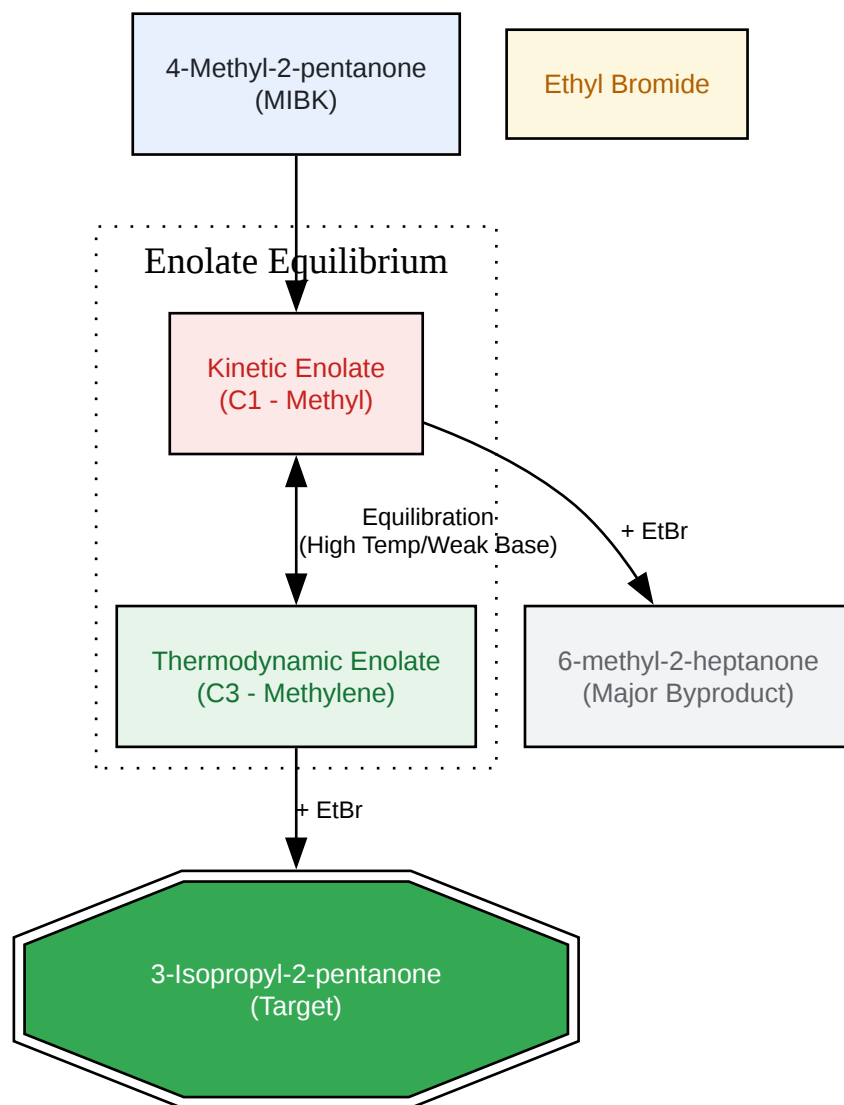 4-Methyl-2-pentanone
(MIBK)
Ethyl Bromide
Enolate Equilibrium
Kinetic Enolate
(C1 - Methyl)
Equilibration
(High Temp/Weak Base)
+ EtBr
Thermodynamic Enolate
(C3 - Methylene)
6-methyl-2-heptanone
(Major Byproduct)
+ EtBr
3-Isopropyl-2-pentanone
(Target)